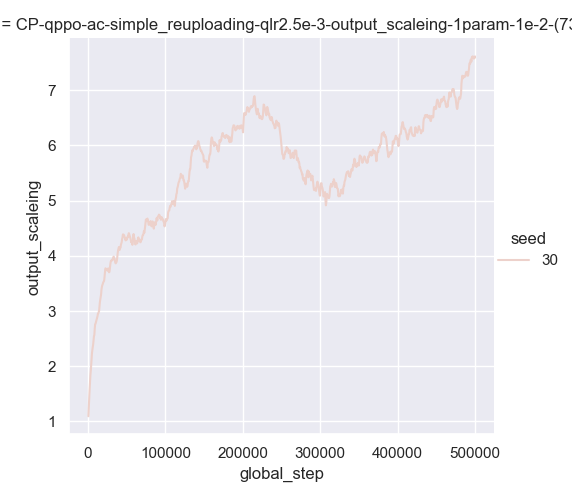 = CP-qppo-ac-simple_reuploading-qlr2.5e-3-output_scaleing-1param-1e-2-(73
7
6
5
4
3
2
1
output_scaleing
seed
30
0 100000 200000 300000 400000 500000
global_step